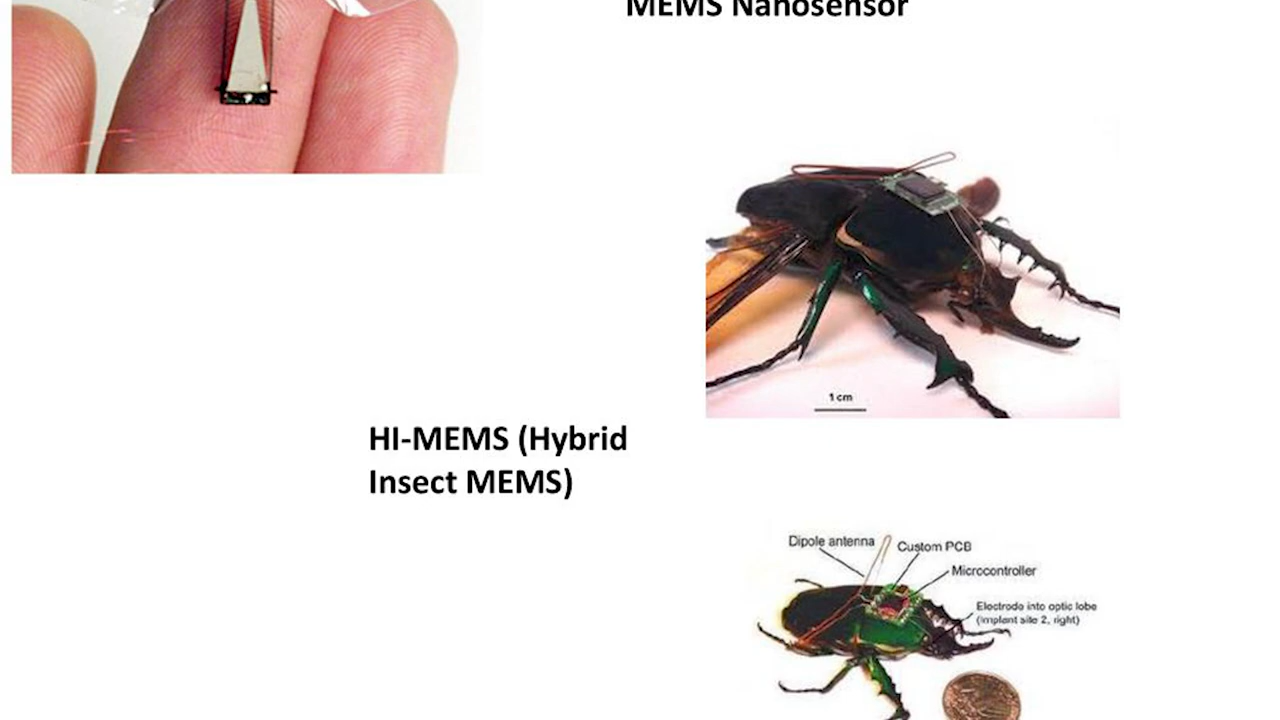 MEMS Nanosensor
1 cm
HI-MEMS (Hybrid
Insect MEMS)
Dipole antenna
Custom PCB
Microcontroller
Electrode into optic lobe
(implant site 2, right)